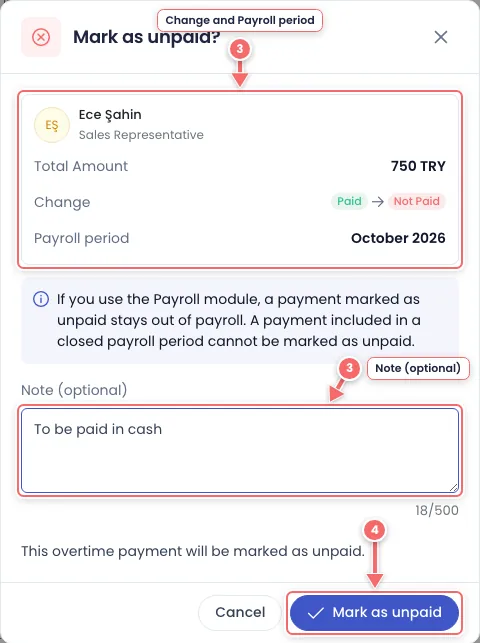 Change and Payroll period
Mark as unpaid?
3
EŞ
Ece Şahin
Sales Representative
Total Amount
750 TRY
Change
Paid → Not Paid
Payroll period
October 2026
If you use the Payroll module, a payment marked as
unpaid stays out of payroll. A payment included in a
closed payroll period cannot be marked as unpaid.
3
Note (optional)
Note (optional)
To be paid in cash
18/500
4
This overtime payment will be marked as unpaid.
Cancel
Mark as unpaid